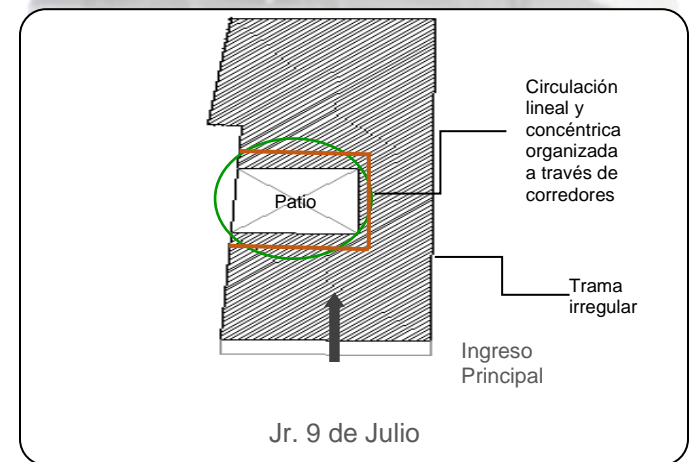 Circulación
lineal y
concéntrica
organizada
a través de
corredores
Patio
Trama
irregular
Ingreso
Principal
Jr. 9 de Julio